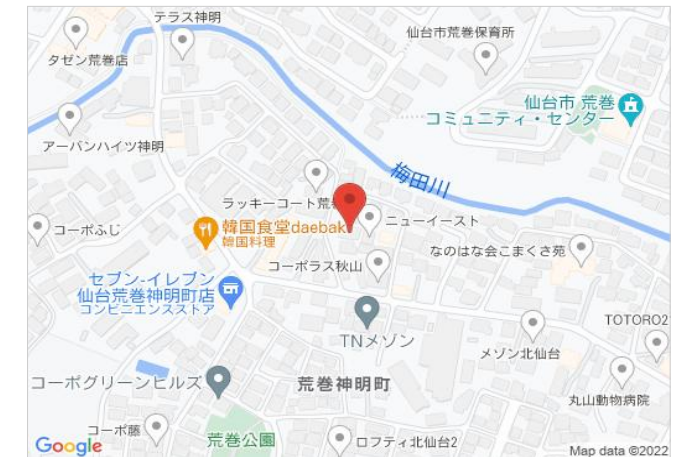 テラス神明
仙台市荒巻保育所
タゼン荒巻店
仙台市 荒巻
コミュニティ・センター
アーバンハイツ神明
梅田川
ラッキーコート荒巻
ニューイースト
コーポふじ
韓国食堂daebak
韓国料理
なのはな会こまくさ苑
コーポラス秋山
セブン-イレブン
仙台荒巻神明町店
コンビニエンスストア
TOTORO2
TNメゾン
メゾン北仙台
コーポグリーンヒルズ
荒巻神明町
丸山動物病院
コーポ藤
荒巻公園
ロフティ北仙台2
Google
Map data ©2022